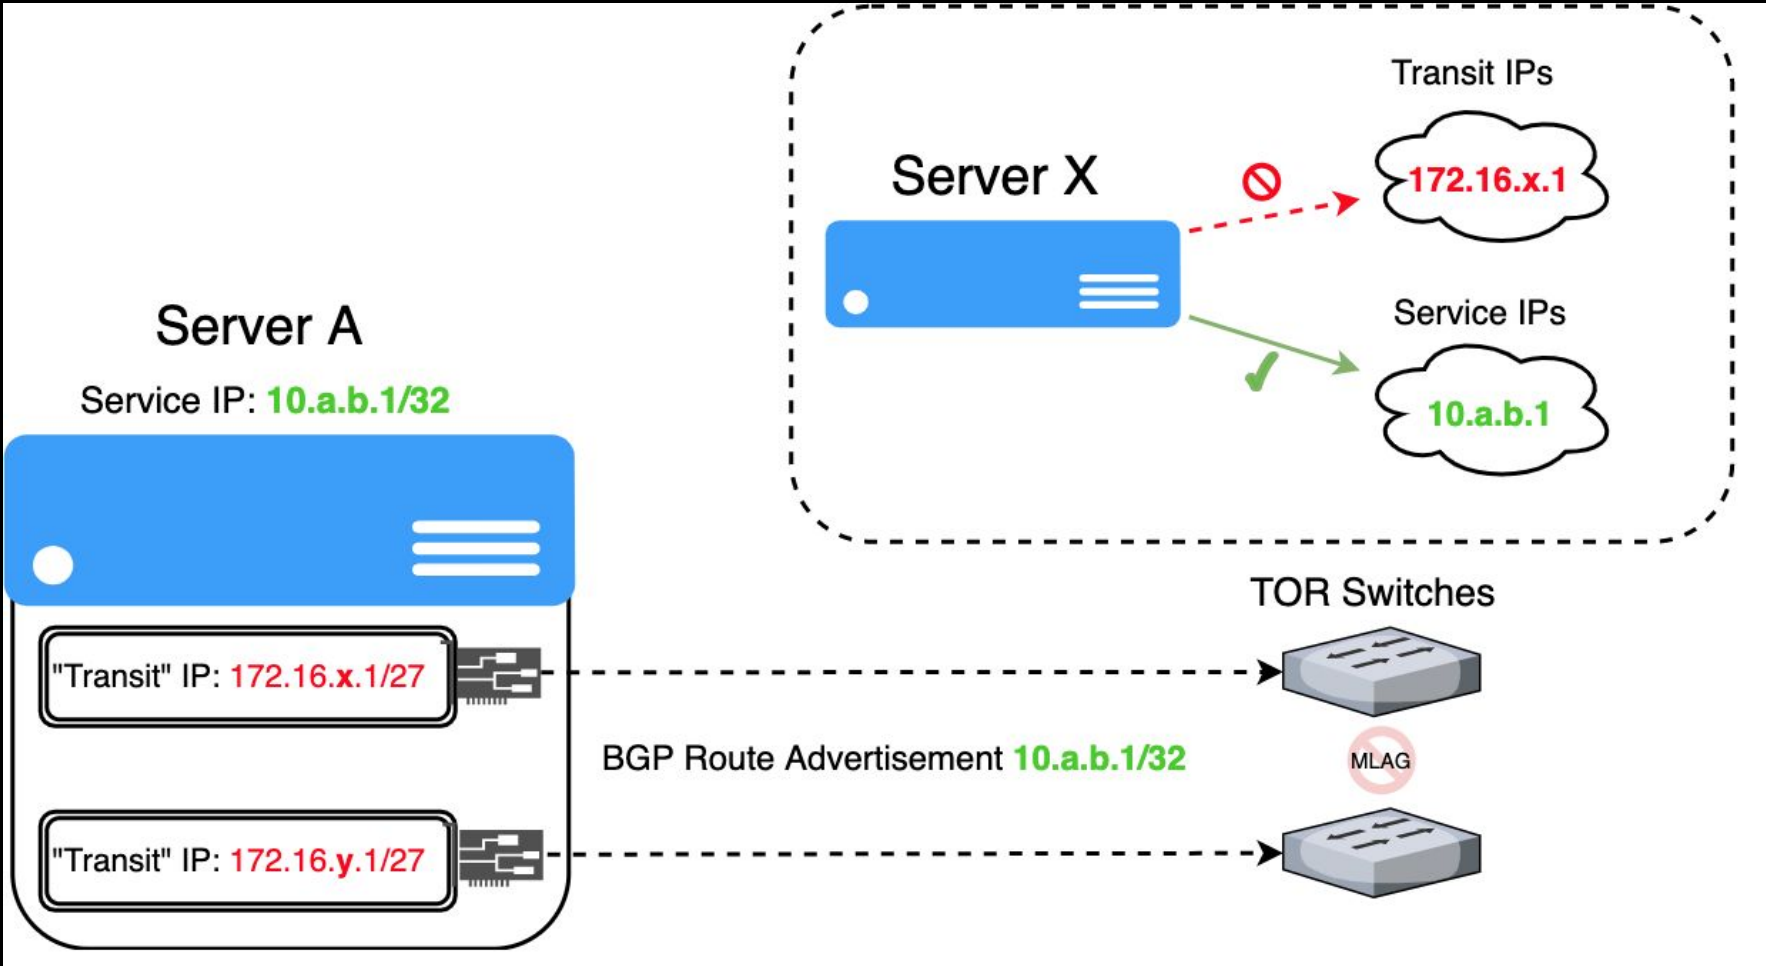 Transit IPs
172.16.x.1
Server X
Service IPs
10.a.b.1
Server A
Service IP: 10.a.b.1/32
TOR Switches
"Transit" IP: 172.16.x.1/27
BGP Route Advertisement 10.a.b.1/32
MLAG
"Transit" IP: 172.16.y.1/27